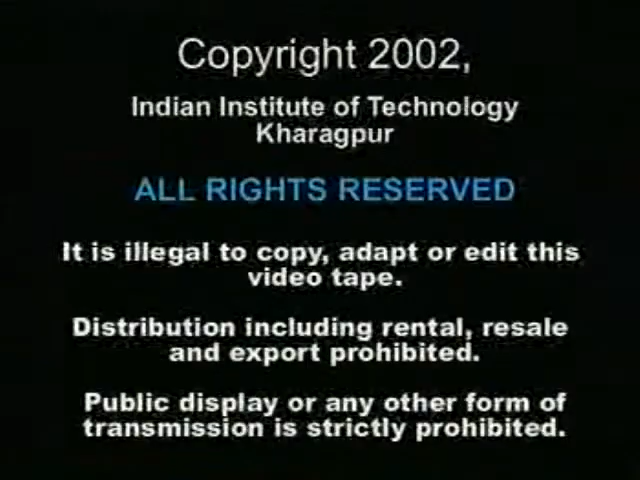 Copyright 2002,
Indian Institute of Technology
Kharagpur
ALL RIGHTS RESERVED
It is illegal to copy, adapt or edit this
video tape.
Distribution including rental, resale
and export prohibited.
Public display or any other form of
transmission is strictly prohibited.